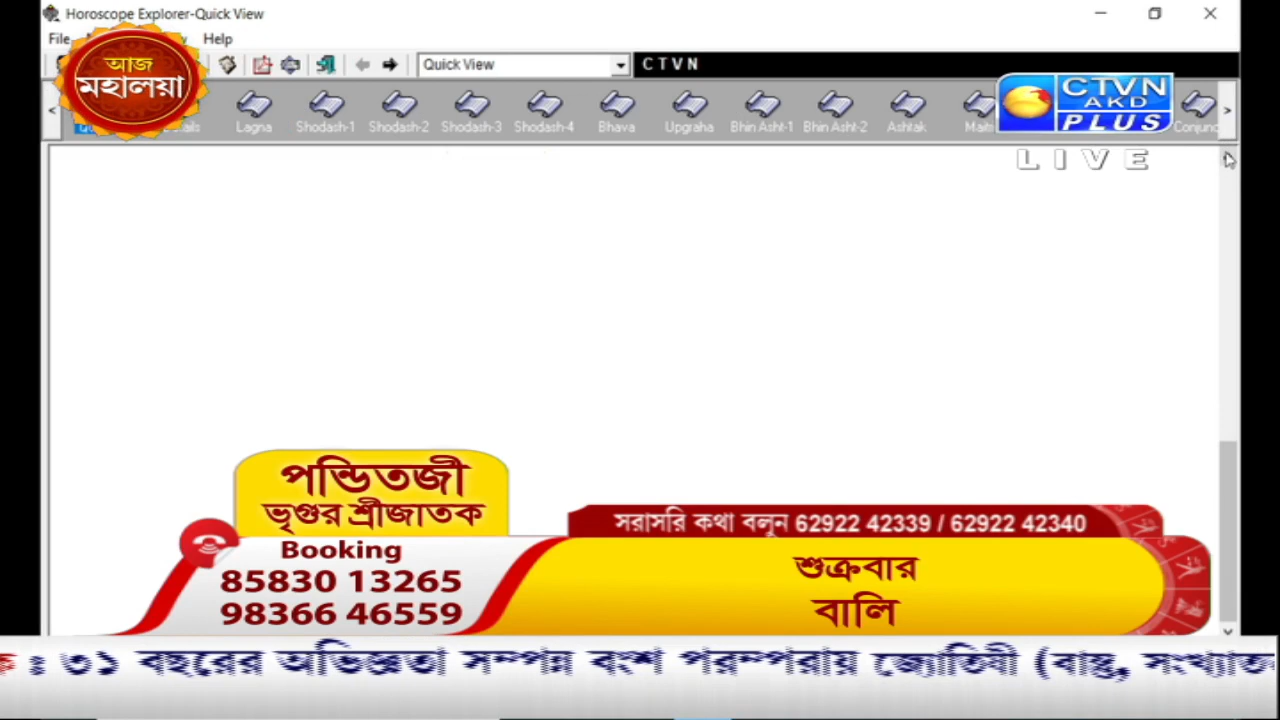 Horoscope Explorer-Quick View
File
Help
আজ
মহালয়া
Quick View
CTVN
CTVN
AKD
PLUS
LIVE
Lagna
Shodash-1
Shodash-2
Shodash-3
Shodash-4
Bhava
Upgraha
Bhin Asht-1
Bhin Asht-2
Ashtak
পন্ডিতজী
ভৃগুর শ্রীজাতক
সরাসরি কথা বলুন 62922 42339 / 62922 42340
Booking
85830 13265
98366 46559
শুক্রবার
বালি
: ৩১ বছরের অভিজ্ঞতা সম্পন্ন বংশ পরম্পরায় জ্যোতিষী (বাস্তু,